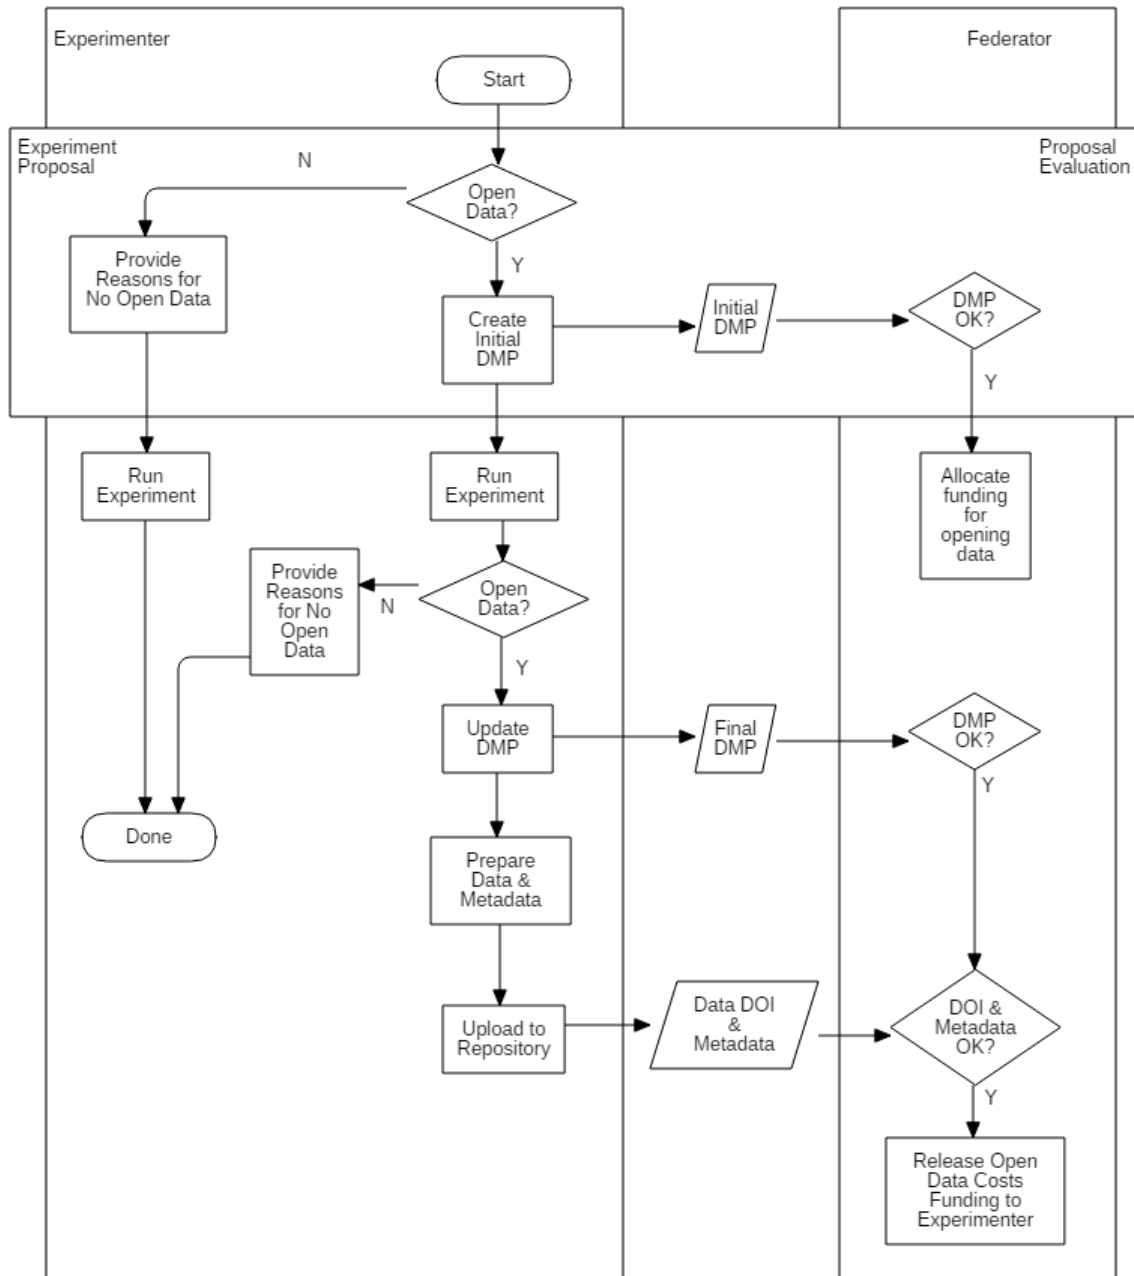 Experimenter
Federator
Start
Experiment
Proposal
Proposal
Evaluation
N
Open
Data?
Provide
Reasons for
No Open Data
Y
Create
Initial
DMP
Initial
DMP
DMP
OK?
Y
Run
Experiment
Run
Experiment
Allocate
funding
for
opening
data
Provide
Reasons
for No
Open
Data
N
Open
Data?
Y
Update
DMP
Final
DMP
DMP
OK?
Y
Done
Prepare
Data &
Metadata
Upload to
Repository
Data DOI
&
Metadata
DOI &
Metadata
OK?
Y
Release Open
Data Costs
Funding to
Experimenter